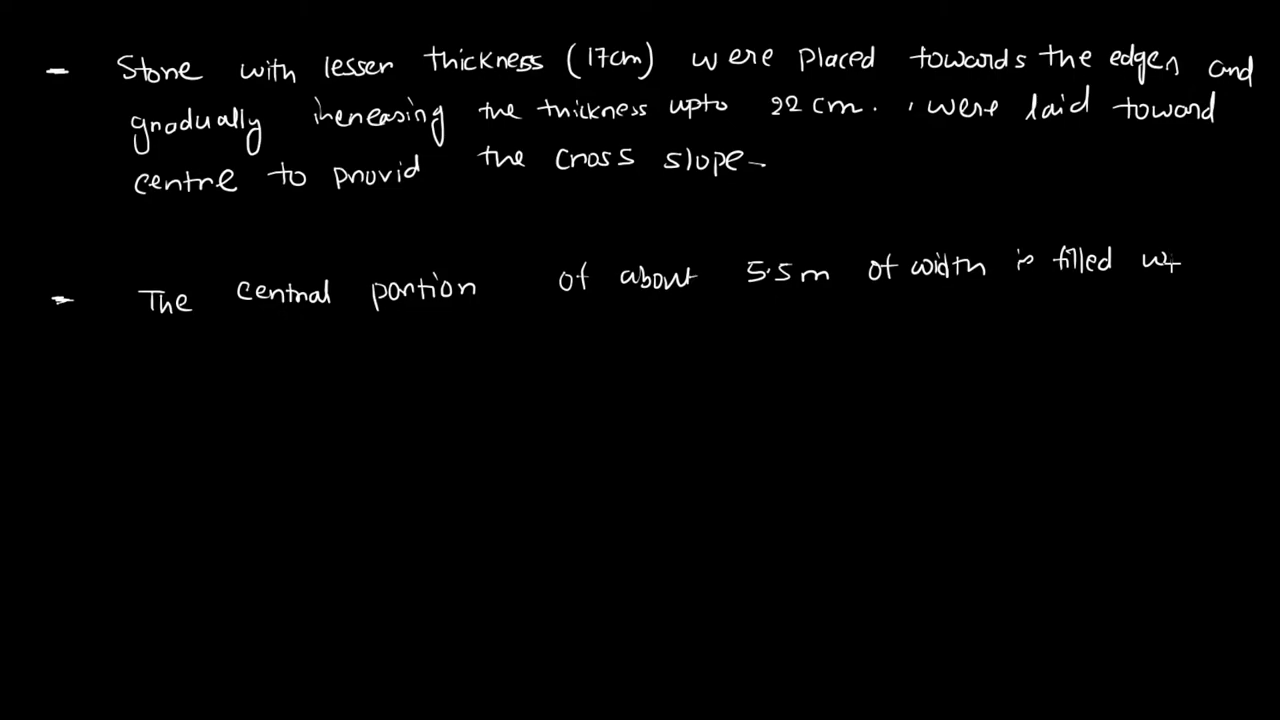 - Stone with lesser thickness (17cm) were placed towards the edges and
gradually increasing the thickness upto 22 cm. were laid toward
centre to provid the cross slope-
- The central portion of about 5.5m of width is filled